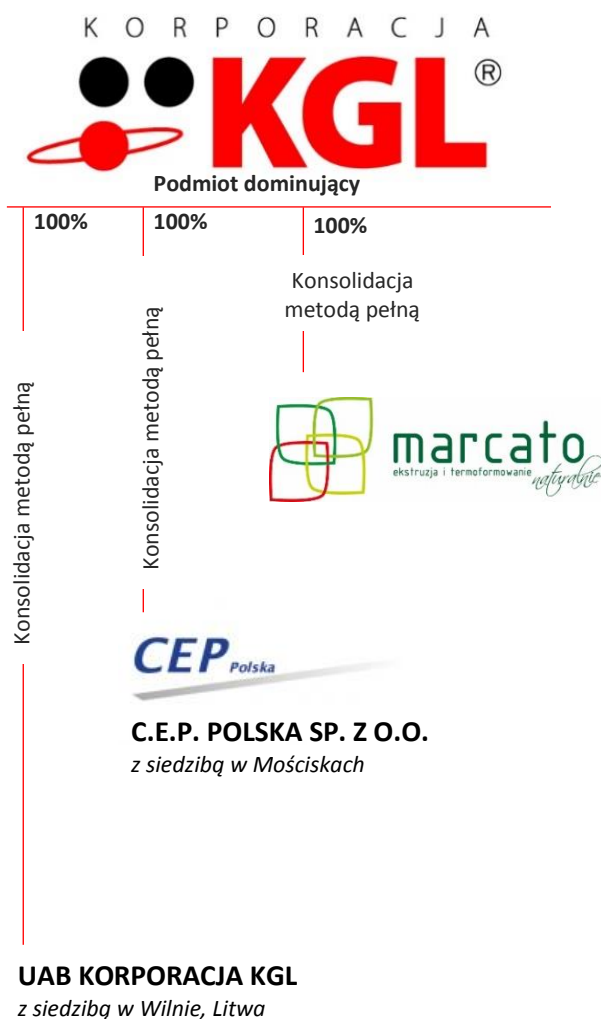 KORPORACJA
KGL®
Podmiot dominujący
100%
100%
100%
Konsolidacja
metodą pełną
Konsolidacja metodą pełną
Konsolidacja metodą pełną
marcato
ekstruzja i termoformowanie
naturalnie
CEP Polska
C.E.P. POLSKA SP. Z O.O.
z siedzibą w Mościskach
UAB KORPORACJA KGL
z siedzibą w Wilnie, Litwa